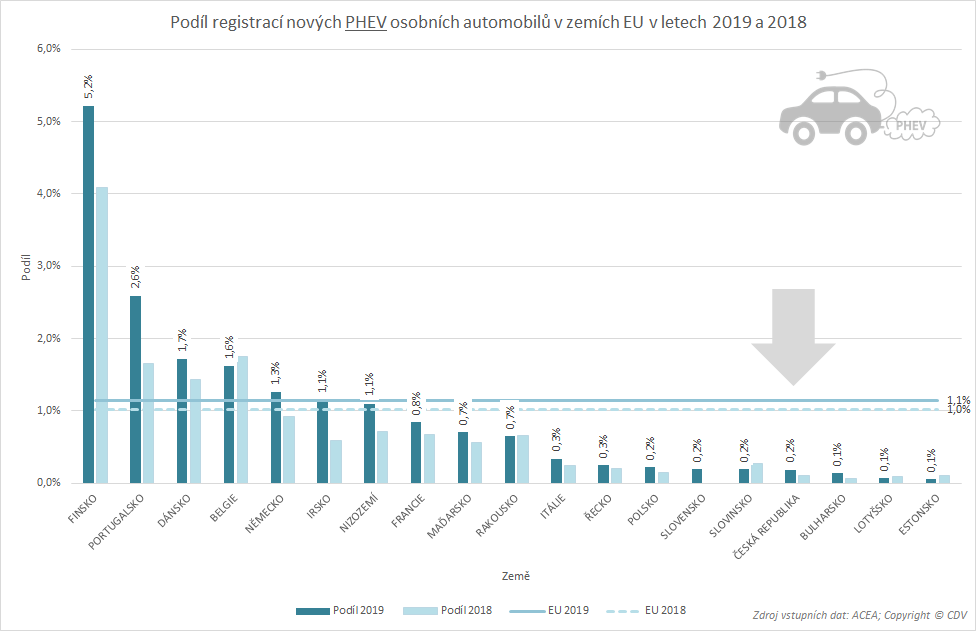 Podíl registrací nových PHEV osobních automobilů v zemích EU v letech 2019 a 2018
6,0%
5,0%
4,0%
3,0%
2,0%
1,0%
0,0%
Podíl
PHEV
5,2%
2,6%
1,7%
1,6%
1,3%
1,1%
1,1%
0,8%
0,7%
0,7%
0,3%
0,3%
0,2%
0,2%
0,2%
0,2%
0,1%
0,1%
0,1%
1,1%
1,0%
FINSKO
PORTUGALSKO
DÁNSKO
BELGIE
NĚMECKO
IRSKO
NIZOZEMÍ
FRANCIE
MAĎARSKO
RAKOUSKO
ITÁLIE
ŘECKO
POLSKO
SLOVENSKO
SLOVINSKO
ČESKÁ REPUBLIKA
BULHARSKO
LOTYŠSKO
ESTONSKO
Země
Podíl 2019
Podíl 2018
EU 2019
EU 2018
Zdroj vstupních dat: ACEA; Copyright © CDV